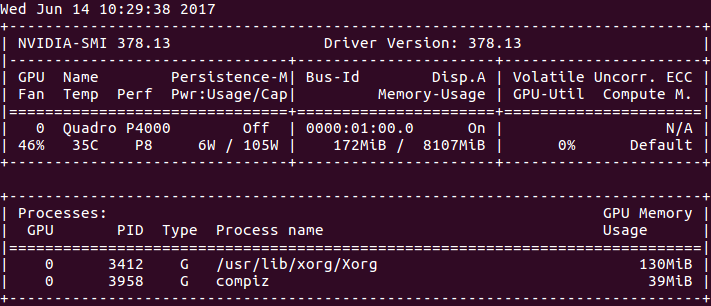 Wed Jun 14 10:29:38 2017
+-----------------------------------------------------------------------------+
| NVIDIA-SMI 378.13                 Driver Version: 378.13                    |
|-------------------------------+----------------------+----------------------+
| GPU  Name        Persistence-M| Bus-Id        Disp.A | Volatile Uncorr. ECC |
| Fan  Temp  Perf  Pwr:Usage/Cap|         Memory-Usage | GPU-Util  Compute M. |
|===============================+======================+======================|
|   0  Quadro P4000        Off  | 0000:01:00.0      On |                  N/A |
| 46%   35C    P8     6W / 105W |    172MiB /  8107MiB |      0%      Default |
+-------------------------------+----------------------+----------------------+

+-----------------------------------------------------------------------------+
| Processes:                                                       GPU Memory |
|  GPU       PID  Type  Process name                               Usage      |
|=============================================================================|
|    0      3412    G   /usr/lib/xorg/Xorg                             130MiB |
|    0      3958    G   compiz                                          39MiB |
+-----------------------------------------------------------------------------+